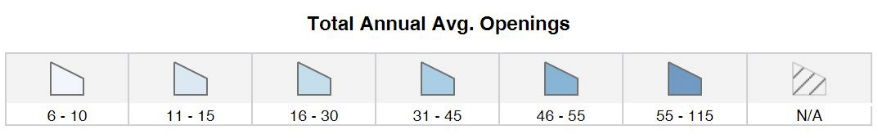 Total Annual Avg. Openings
6 - 10 11 - 15 16 - 30 31 - 45 46 - 55 55 - 115 N/A